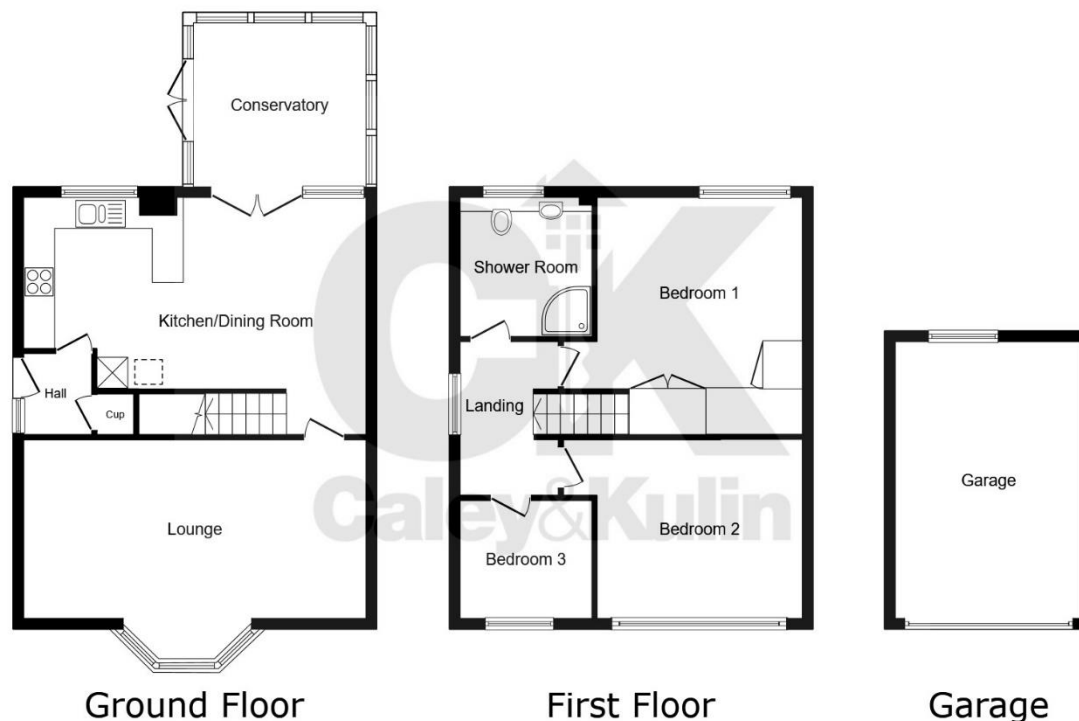 Conservatory
Kitchen/Dining Room
Hall
Cup
Lounge
Ground Floor
Shower Room
Bedroom 1
Landing
Bedroom 3
Bedroom 2
First Floor
Garage
Garage
CK
Caley&Kulin